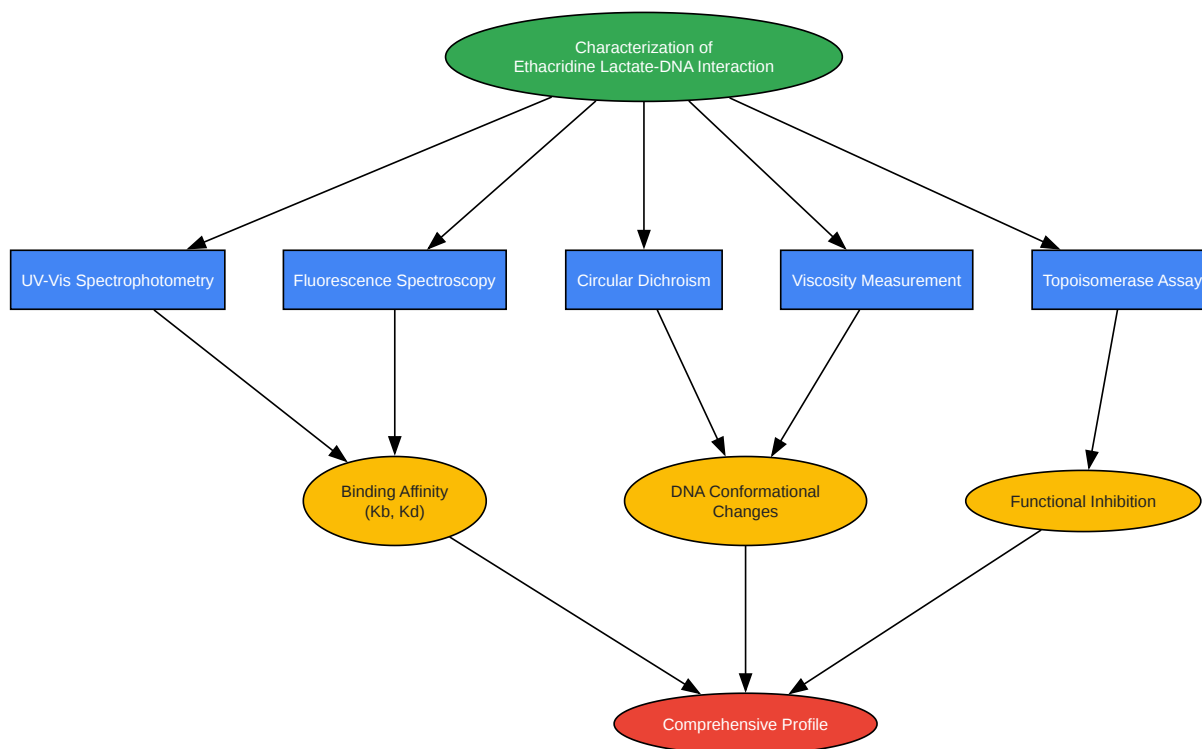 Characterization of
Ethacridine Lactate-DNA Interaction
UV-Vis Spectrophotometry
Fluorescence Spectroscopy
Circular Dichroism
Viscosity Measurement
Topoisomerase Assay
Binding Affinity
(Kb, Kd)
DNA Conformational
Changes
Functional Inhibition
Comprehensive Profile